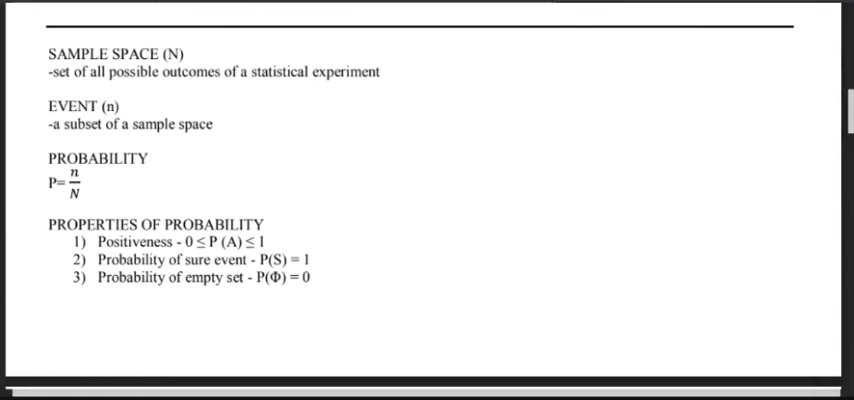 SAMPLE SPACE (N)
-set of all possible outcomes of a statistical experiment
EVENT (n)
-a subset of a sample space
PROBABILITY
P= n/N
PROPERTIES OF PROBABILITY
1) Positiveness - 0 ≤ P (A) ≤ 1
2) Probability of sure event - P(S) = 1
3) Probability of empty set - P(Φ) = 0